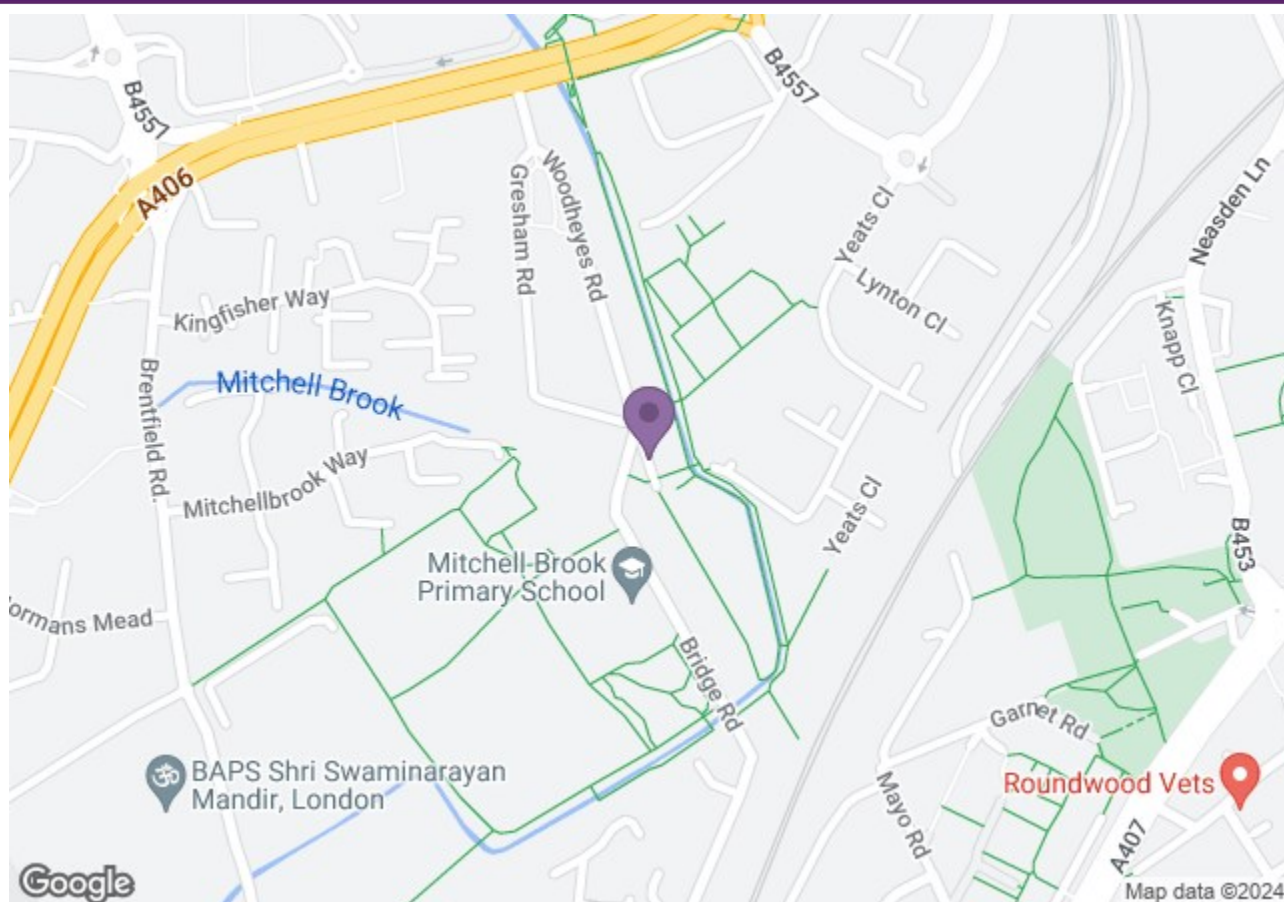 B4557
A406
B4557
Woodheyes Rd
Gresham Rd
Neasden Ln
Yeats Cl
Lynton Cl
Kingfisher Way
Knapp Cl
Mitchell Brook
Brentfield Rd.
Mitchellbrook Way
Yeats Cl
B453
Mitchell Brook
Primary School
ormans Mead
Bridge Rd
Garnet Rd
BAPS Shri Swaminarayan
Mandir, London
Roundwood Vets
Mayo Rd
A407
Google
Map data ©2024